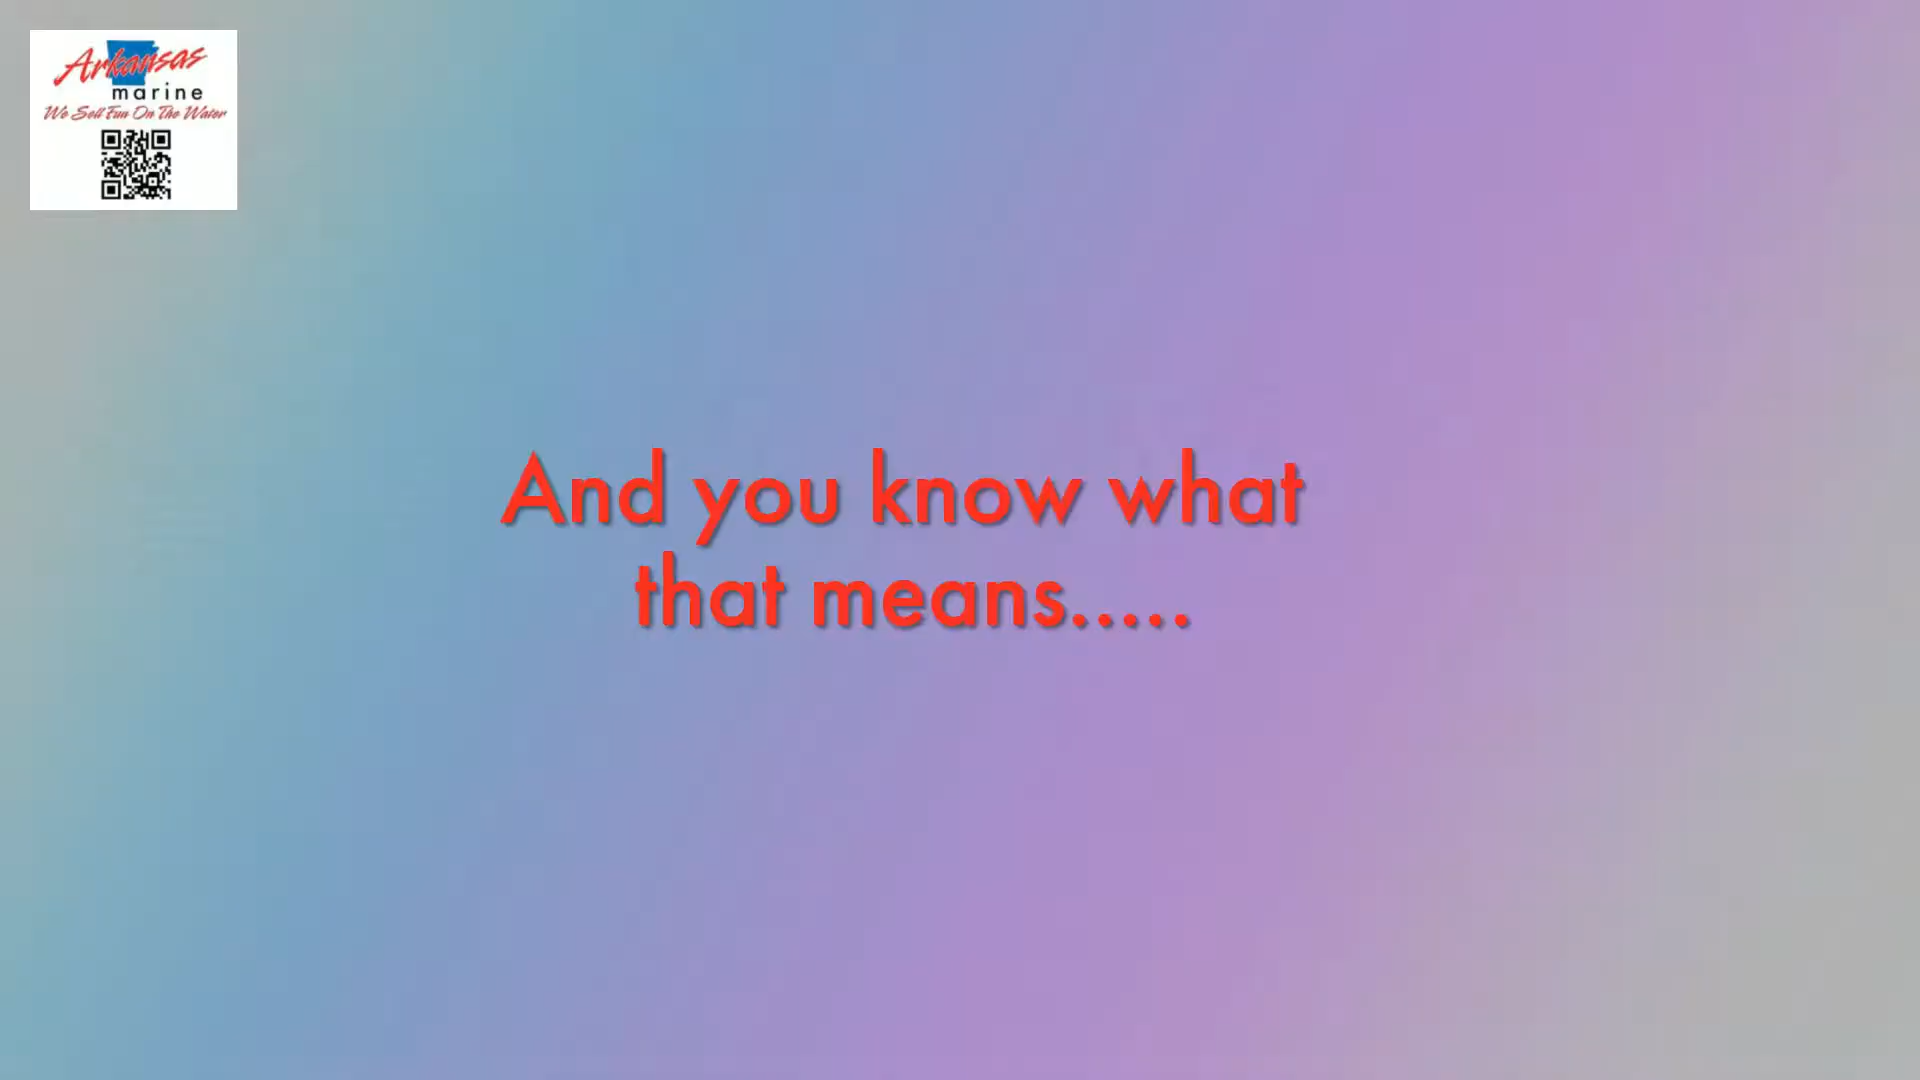 Arkansas
marine
We Sell Fun On The Water
And you know what
that means.....